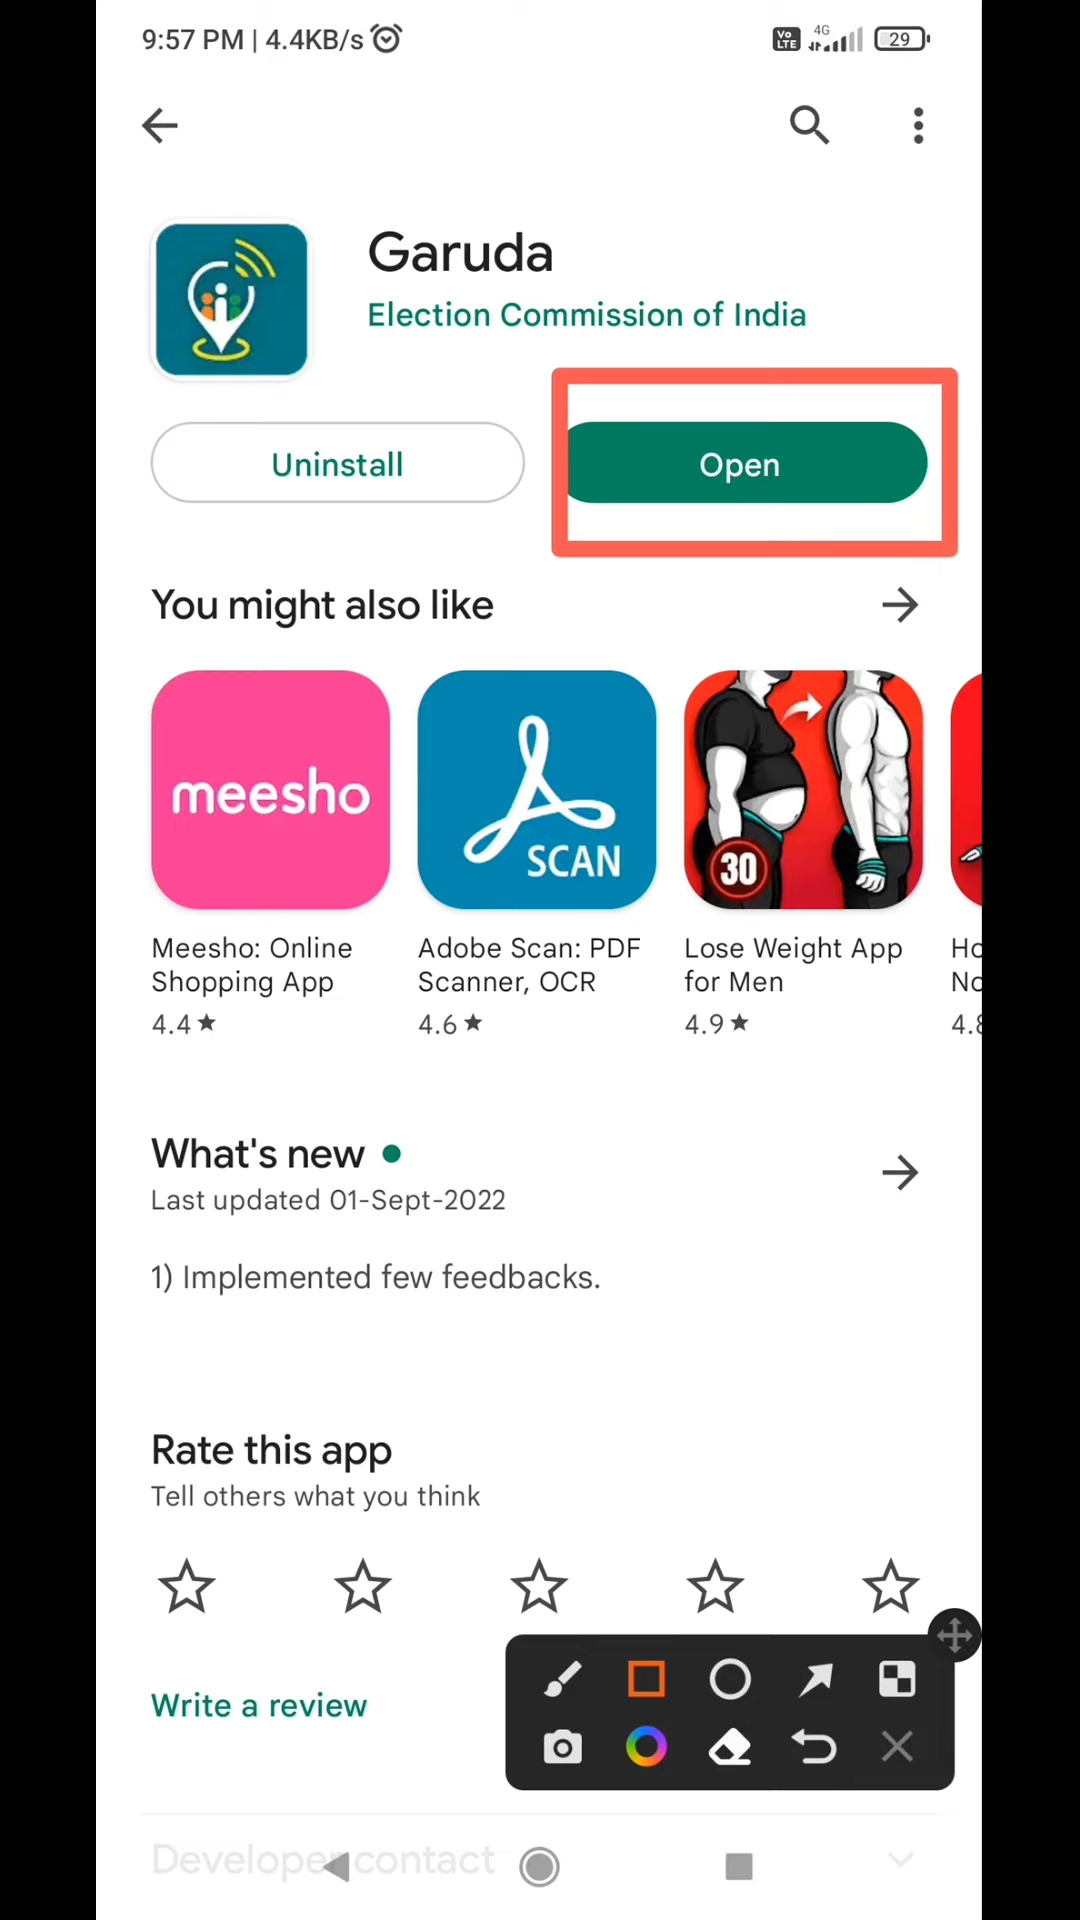 9:57 PM | 4.4KB/s
Vo LTE 4G 29
Garuda
Election Commission of India
Uninstall
Open
You might also like
meesho
SCAN
30
Meesho: Online Shopping App
4.4★
Adobe Scan: PDF Scanner, OCR
4.6★
Lose Weight App for Men
4.9★
Ho
No
4.8
What's new
Last updated 01-Sept-2022
1) Implemented few feedbacks.
Rate this app
Tell others what you think
Write a review
Developer contact